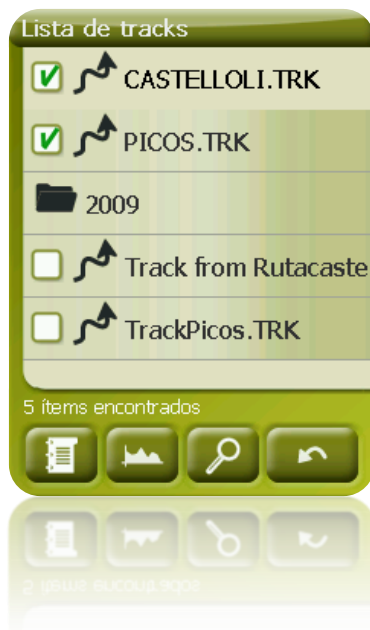 Lista de tracks
CASTELLOLI.TRK
PICOS.TRK
2009
Track from Rutacaste
TrackPicos.TRK
5 ítems encontrados